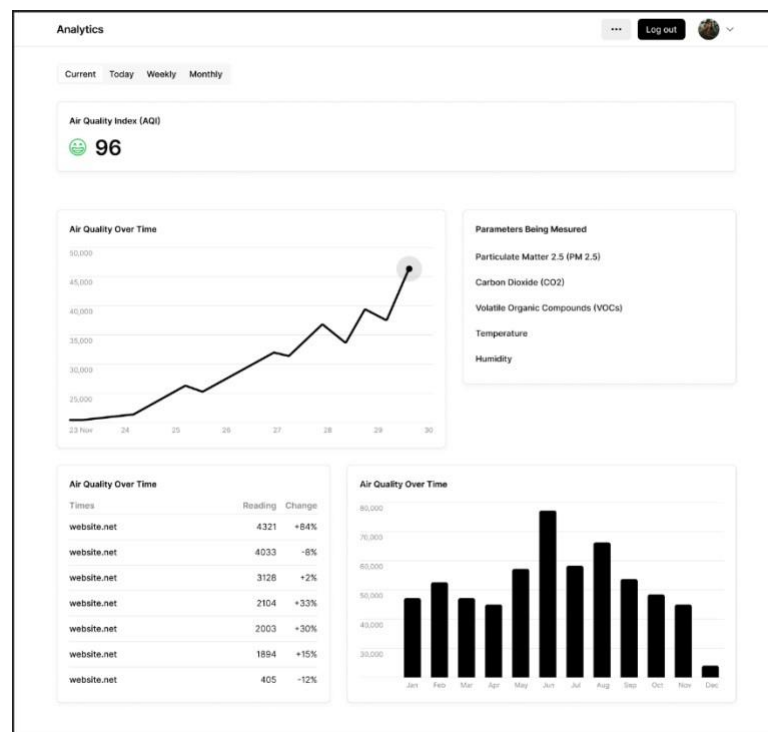 Analytics
... Log out
Current Today Weekly Monthly
Air Quality Index (AQI)
96
Air Quality Over Time
50,000
45,000
40,000
35,000
30,000
25,000
23 Nov 24 25 26 27 28 29 30
Parameters Being Mesured
Particulate Matter 2.5 (PM 2.5)
Carbon Dioxide (CO2)
Volatile Organic Compounds (VOCs)
Temperature
Humidity
Air Quality Over Time
Times Reading Change
website.net 4321 +84%
website.net 4033 -8%
website.net 3128 +2%
website.net 2104 +33%
website.net 2003 +30%
website.net 1894 +15%
website.net 405 -12%
Air Quality Over Time
80,000
70,000
60,000
50,000
40,000
30,000
Jan Feb Mar Apr May Jun Jul Aug Sep Oct Nov Dec